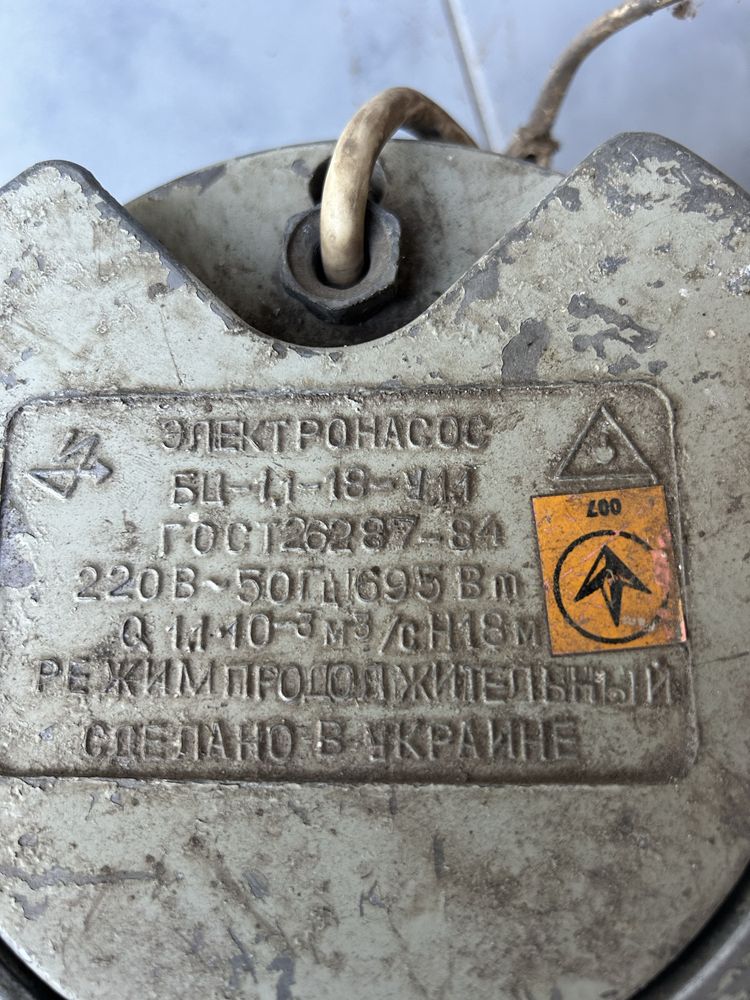 ЭЛЕКТРОНАСОС
БЦ-1,1-18-У1.1
ГОСТ26287-84
220В~50ГЦ695Вт
Q 1,1·10⁻³м³/сН18м
РЕЖИМ ПРОДОЛЖИТЕЛЬНЫЙ
СДЕЛАНО В УКРАИНЕ
007